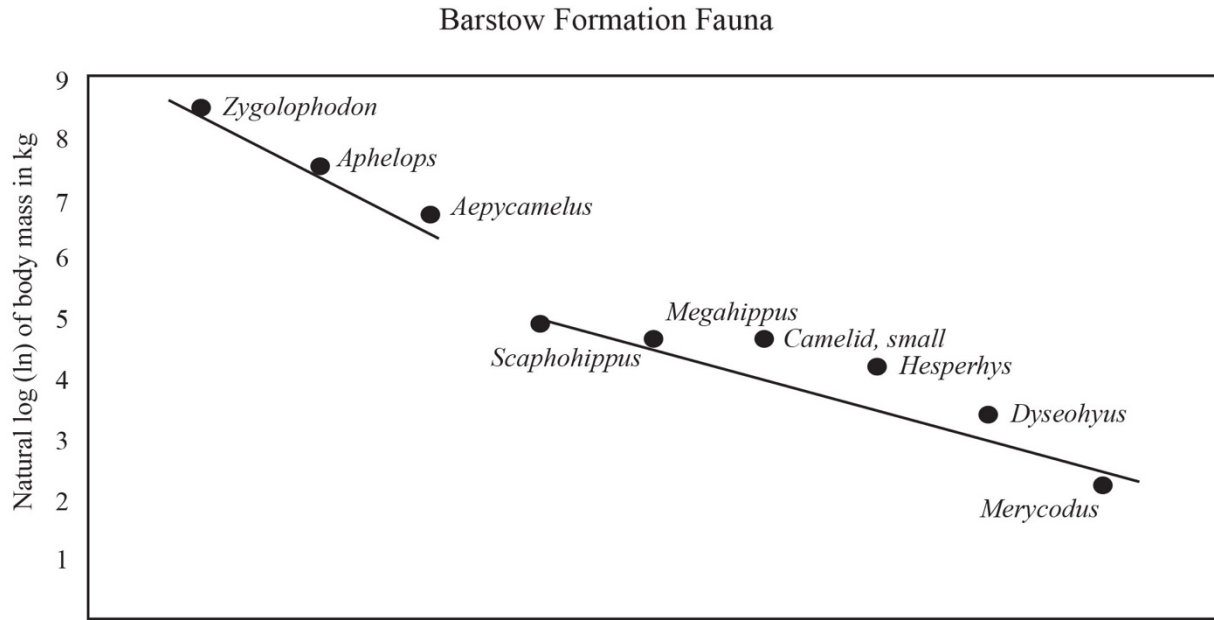 Barstow Formation Fauna
Natural log (ln) of body mass in kg
9
8
7
6
5
4
3
2
1
Zygolophodon
Aphelops
Aepycamelus
Scaphohippus
Megahippus
Camelid, small
Hesperhys
Dyseohyus
Merycodus